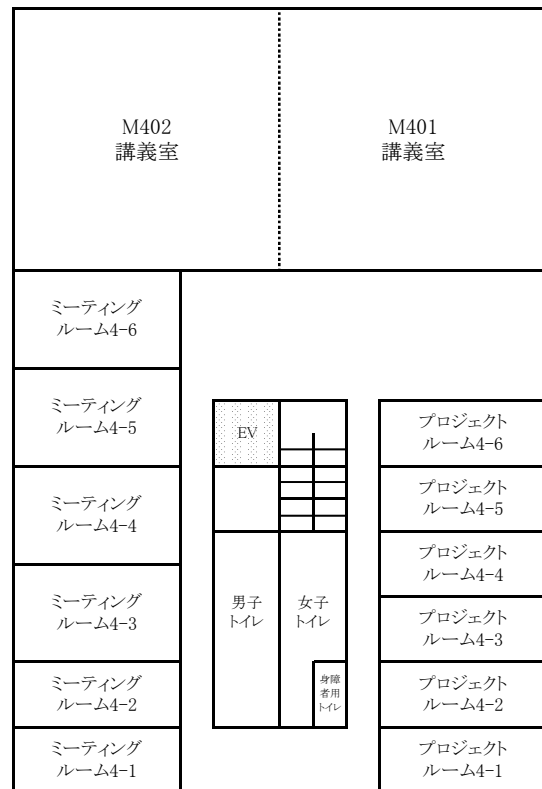 M402
講義室
M401
講義室
ミーティング
ルーム4-6
ミーティング
ルーム4-5
ミーティング
ルーム4-4
ミーティング
ルーム4-3
ミーティング
ルーム4-2
ミーティング
ルーム4-1
EV
男子
トイレ
女子
トイレ
身障
者用
トイレ
プロジェクト
ルーム4-6
プロジェクト
ルーム4-5
プロジェクト
ルーム4-4
プロジェクト
ルーム4-3
プロジェクト
ルーム4-2
プロジェクト
ルーム4-1